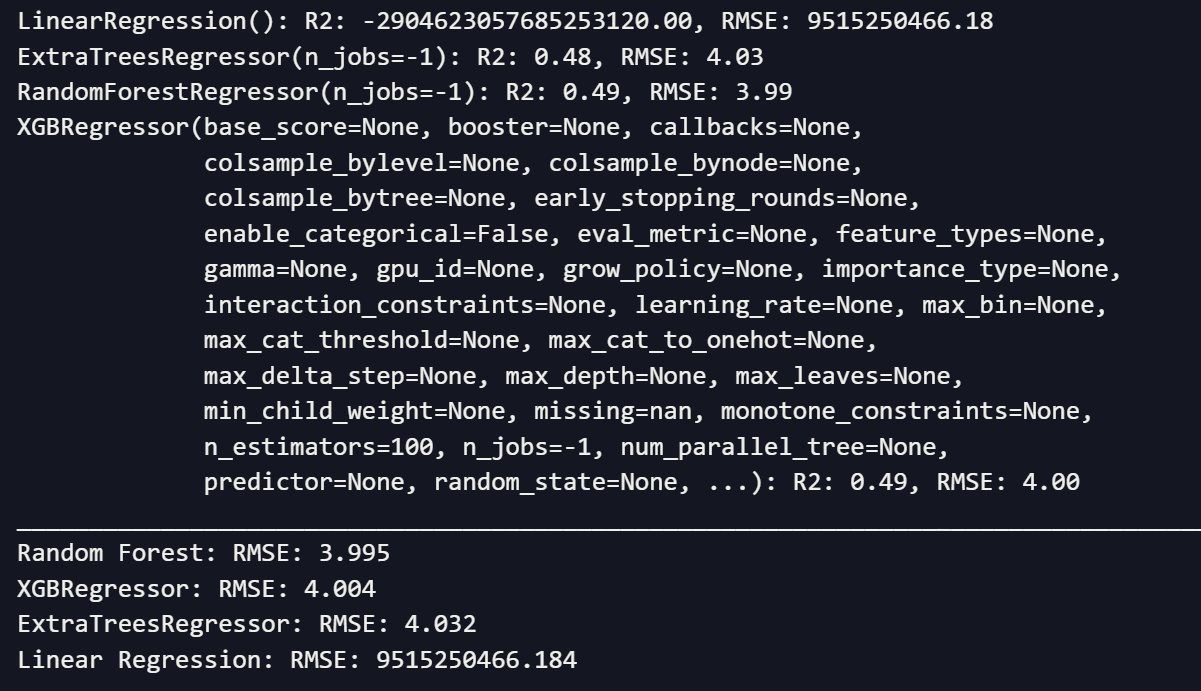 LinearRegression(): R2: -2904623057685253120.00, RMSE: 9515250466.18
ExtraTreesRegressor(n_jobs=-1): R2: 0.48, RMSE: 4.03
RandomForestRegressor(n_jobs=-1): R2: 0.49, RMSE: 3.99
XGBRegressor(base_score=None, booster=None, callbacks=None,
             colsample_bylevel=None, colsample_bynode=None,
             colsample_bytree=None, early_stopping_rounds=None,
             enable_categorical=False, eval_metric=None, feature_types=None,
             gamma=None, gpu_id=None, grow_policy=None, importance_type=None,
             interaction_constraints=None, learning_rate=None, max_bin=None,
             max_cat_threshold=None, max_cat_to_onehot=None,
             max_delta_step=None, max_depth=None, max_leaves=None,
             min_child_weight=None, missing=nan, monotone_constraints=None,
             n_estimators=100, n_jobs=-1, num_parallel_tree=None,
             predictor=None, random_state=None, ...): R2: 0.49, RMSE: 4.00
Random Forest: RMSE: 3.995
XGBRegressor: RMSE: 4.004
ExtraTreesRegressor: RMSE: 4.032
Linear Regression: RMSE: 9515250466.184